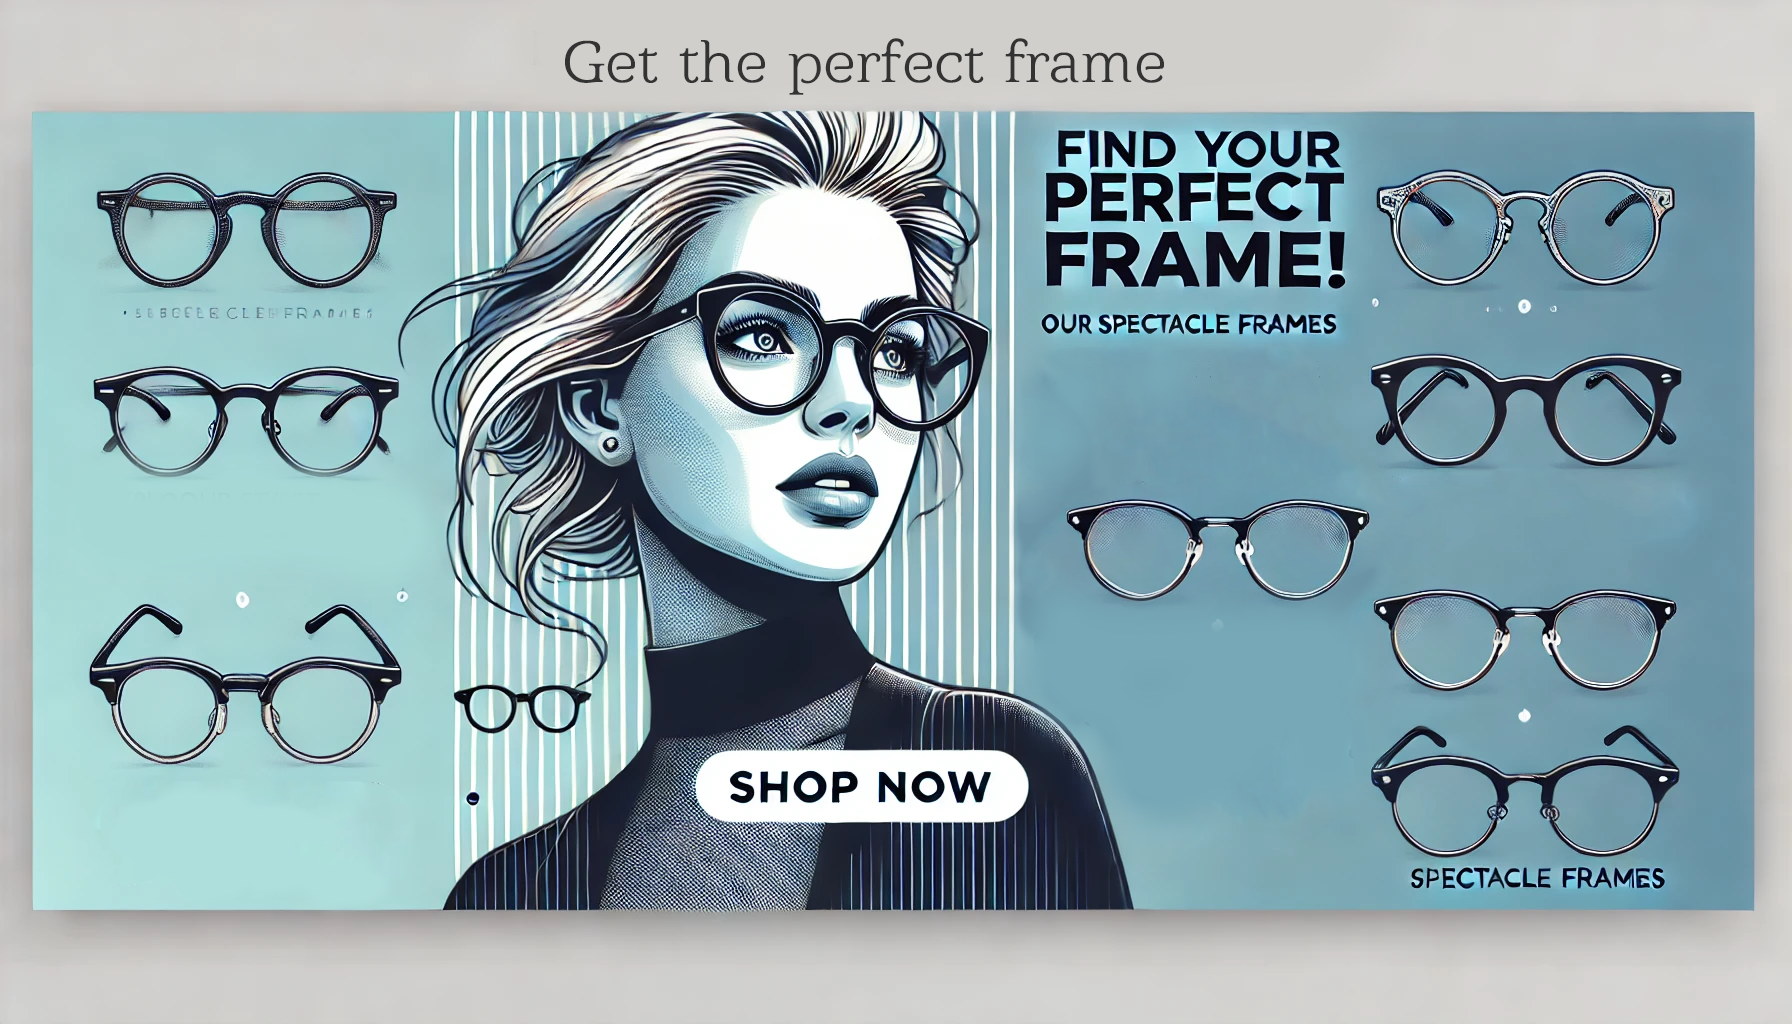 Get the perfect frame
FIND YOUR
PERFECT
FRAME!
OUR SPECTACLE FRAMES
SHOP NOW
SPECTACLE FRAMES